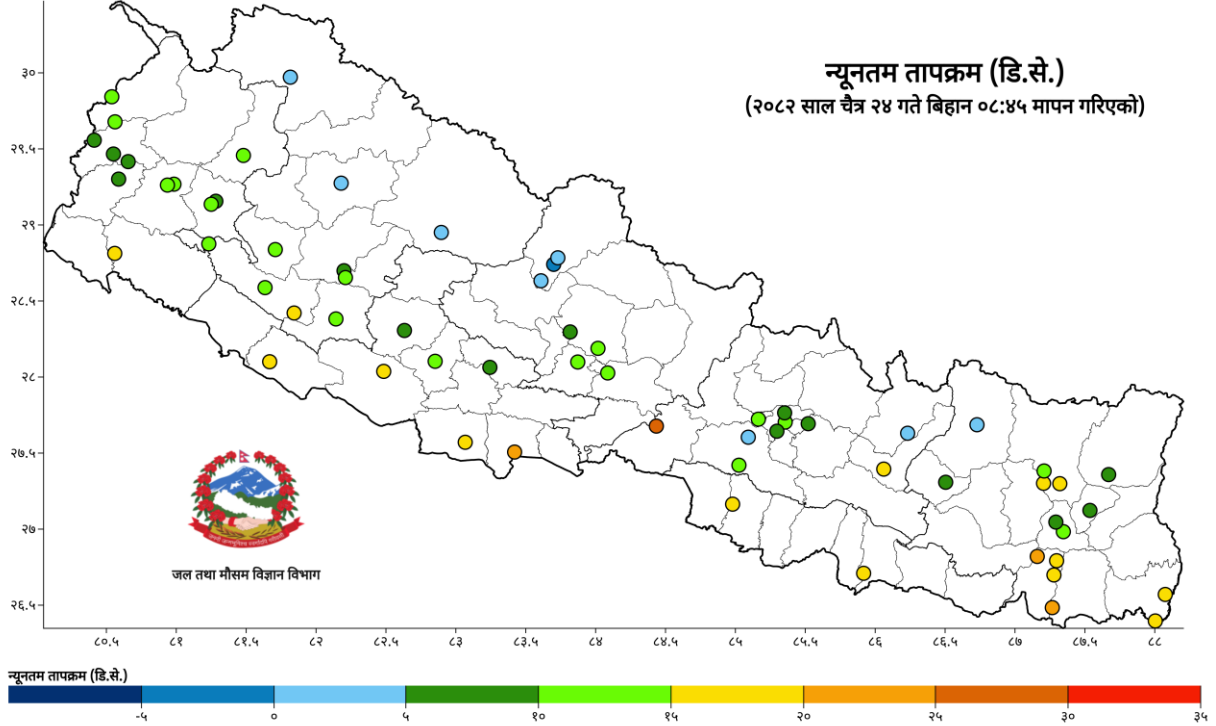 न्यूनतम तापक्रम (डि.से.)
(२०८२ साल चैत्र २४ गते बिहान ०८:४५ मापन गरिएको)
३०
२९.५
२९
२८.५
२८
२७.५
२७
२६.५
जल तथा मौसम विज्ञान विभाग
८०.५ ८१ ८१.५ ८२ ८२.५ ८३ ८३.५ ८४ ८४.५ ८५ ८५.५ ८६ ८६.५ ८७ ८७.५ ८८
न्यूनतम तापक्रम (डि.से.)
-५ ० ५ १० १५ २० २५ ३० ३५